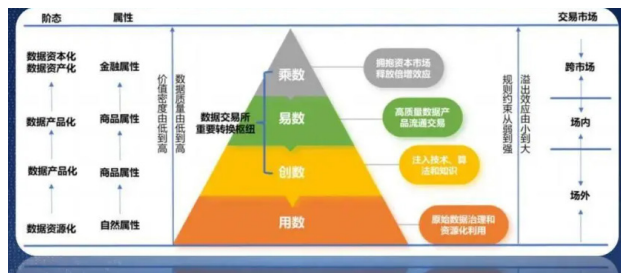 阶态
属性
交易市场
数据资本化
数据资产化
金融属性
数据产品化
商品属性
数据产品化
商品属性
数据资源化
自然属性
价值密度由低到高
数据质量由低到高
数据交易所
重要转换枢纽
乘数
易数
创数
用数
拥抱资本市场
释放倍增效应
高质量数据产
品流通交易
注入技术、算
法和知识
原始数据治理和
资源化利用
规则约束从弱到强
溢出效应由小到大
跨市场
场内
场外